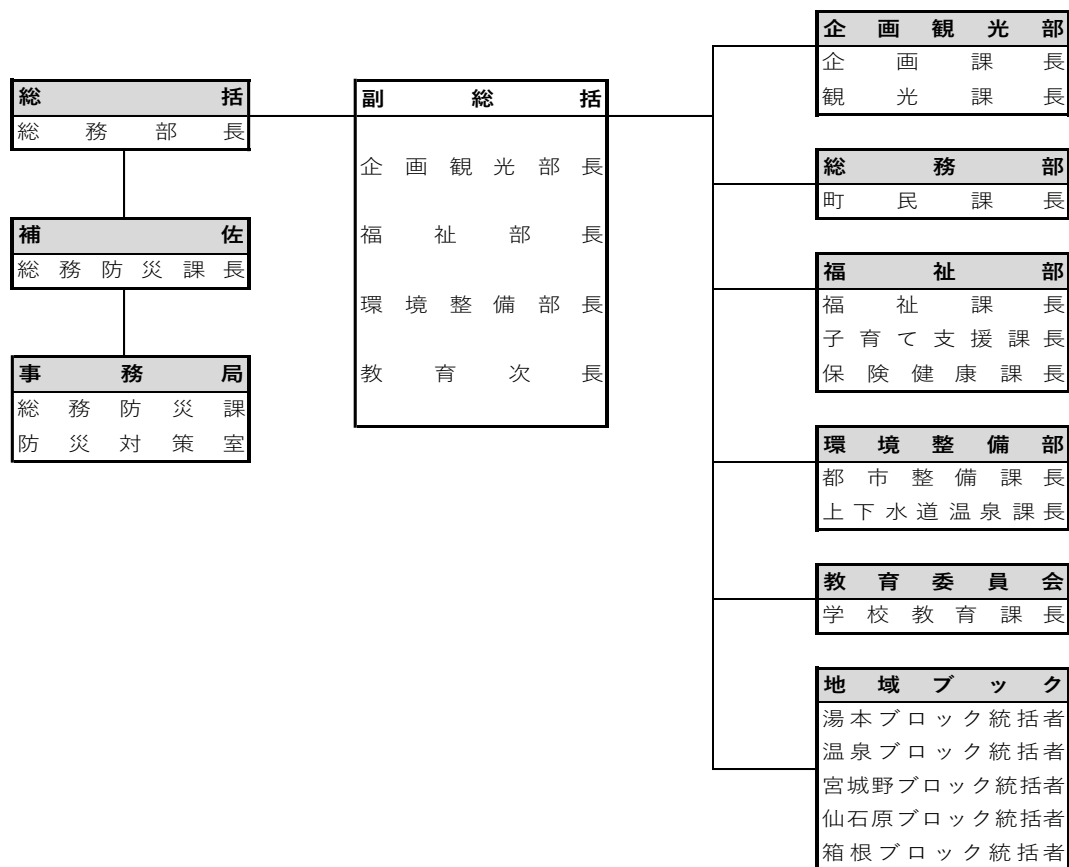 総括
総務部長
補佐
総務防災課長
事務局
総務防災課
防災対策室
副総括
企画観光部長
福祉部長
環境整備部長
教育次長
企画観光部
企画課長
観光課長
総務部
町民課長
福祉部
福祉課長
子育て支援課長
保険健康課長
環境整備部
都市整備課長
上下水道温泉課長
教育委員会
学校教育課長
地域ブック
湯本ブロック統括者
温泉ブロック統括者
宮城野ブロック統括者
仙石原ブロック統括者
箱根ブロック統括者